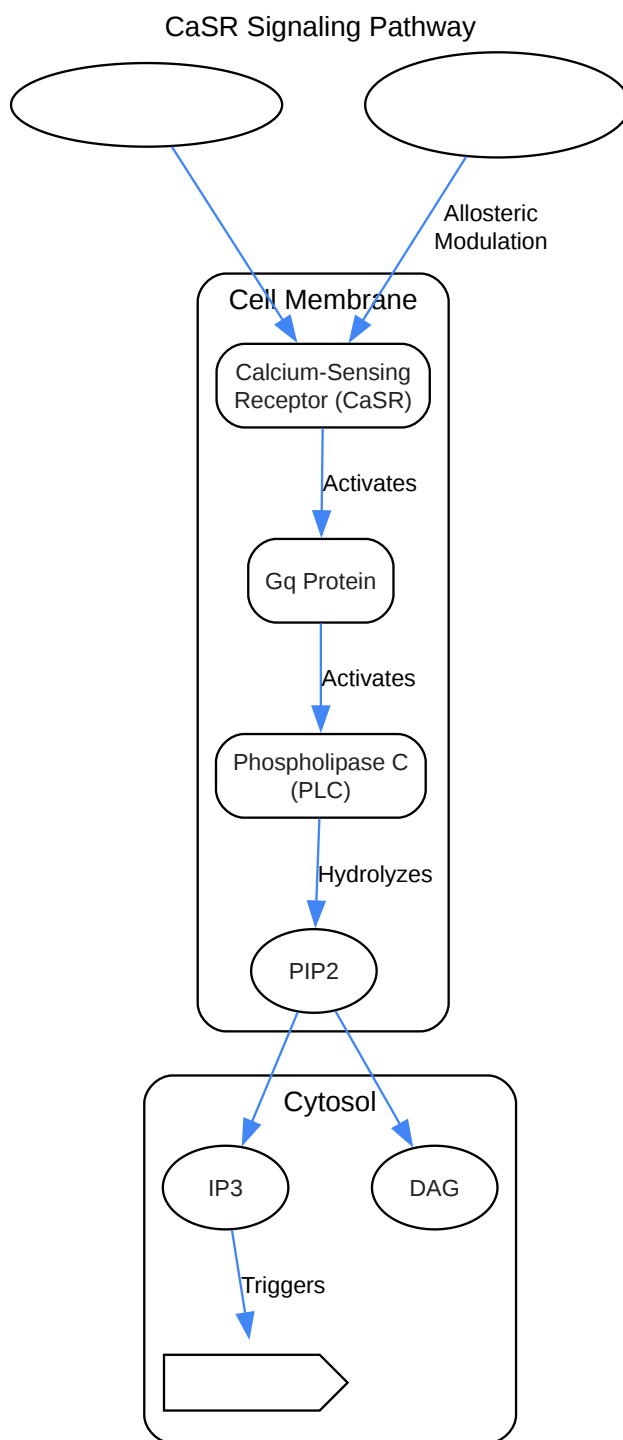 CaSR Signaling Pathway
Allosteric
Modulation
Cell Membrane
Calcium-Sensing
Receptor (CaSR)
Activates
Gq Protein
Activates
Phospholipase C
(PLC)
Hydrolyzes
PIP2
Cytosol
IP3
DAG
Triggers